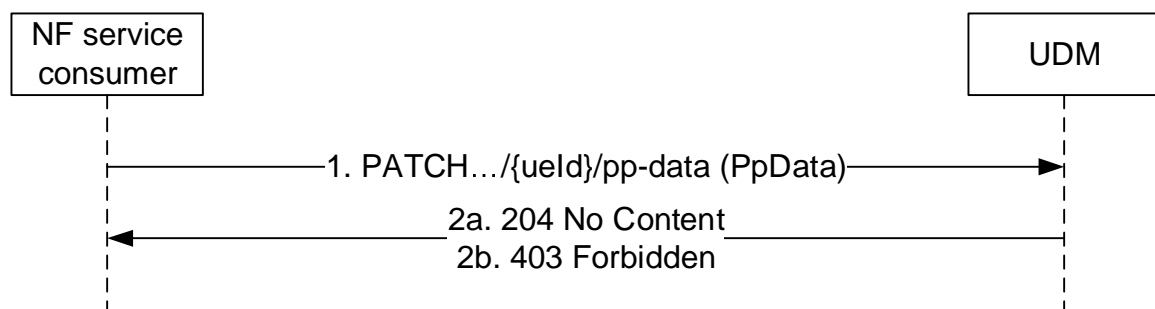 NF service
consumer
UDM
1. PATCH…/{ueId}/pp-data (PpData)
2a. 204 No Content
2b. 403 Forbidden